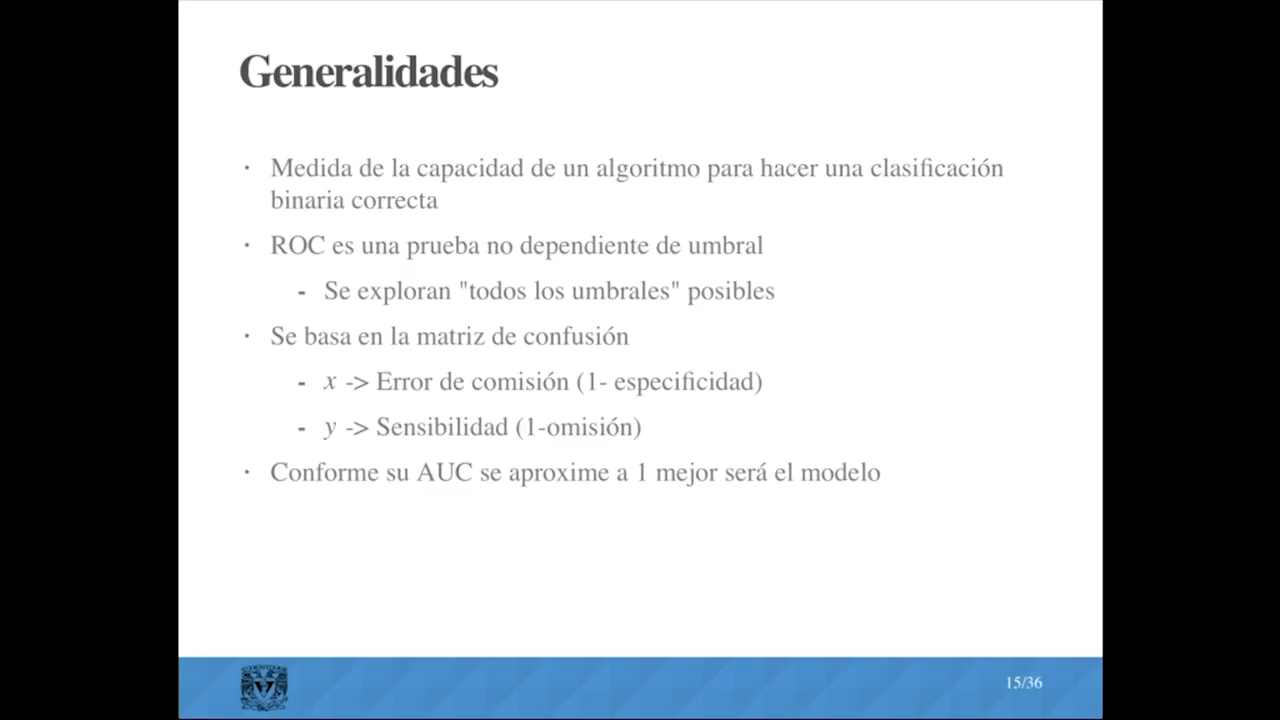 Generalidades
· Medida de la capacidad de un algoritmo para hacer una clasificación
binaria correcta
· ROC es una prueba no dependiente de umbral
- Se exploran "todos los umbrales" posibles
· Se basa en la matriz de confusión
- x -> Error de comisión (1- especificidad)
- y -> Sensibilidad (1-omisión)
· Conforme su AUC se aproxime a 1 mejor será el modelo
CIENCIAS
15/36